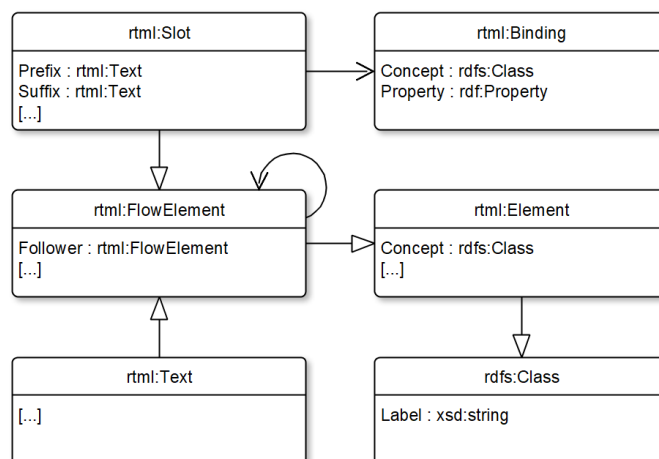 rtml:Slot
Prefix : rtml:Text
Suffix : rtml:Text
[...]
rtml:Binding
Concept : rdfs:Class
Property : rdf:Property
rtml:FlowElement
Follower : rtml:FlowElement
[...]
rtml:Element
Concept : rdfs:Class
[...]
rtml:Text
[...]
rdfs:Class
Label : xsd:string